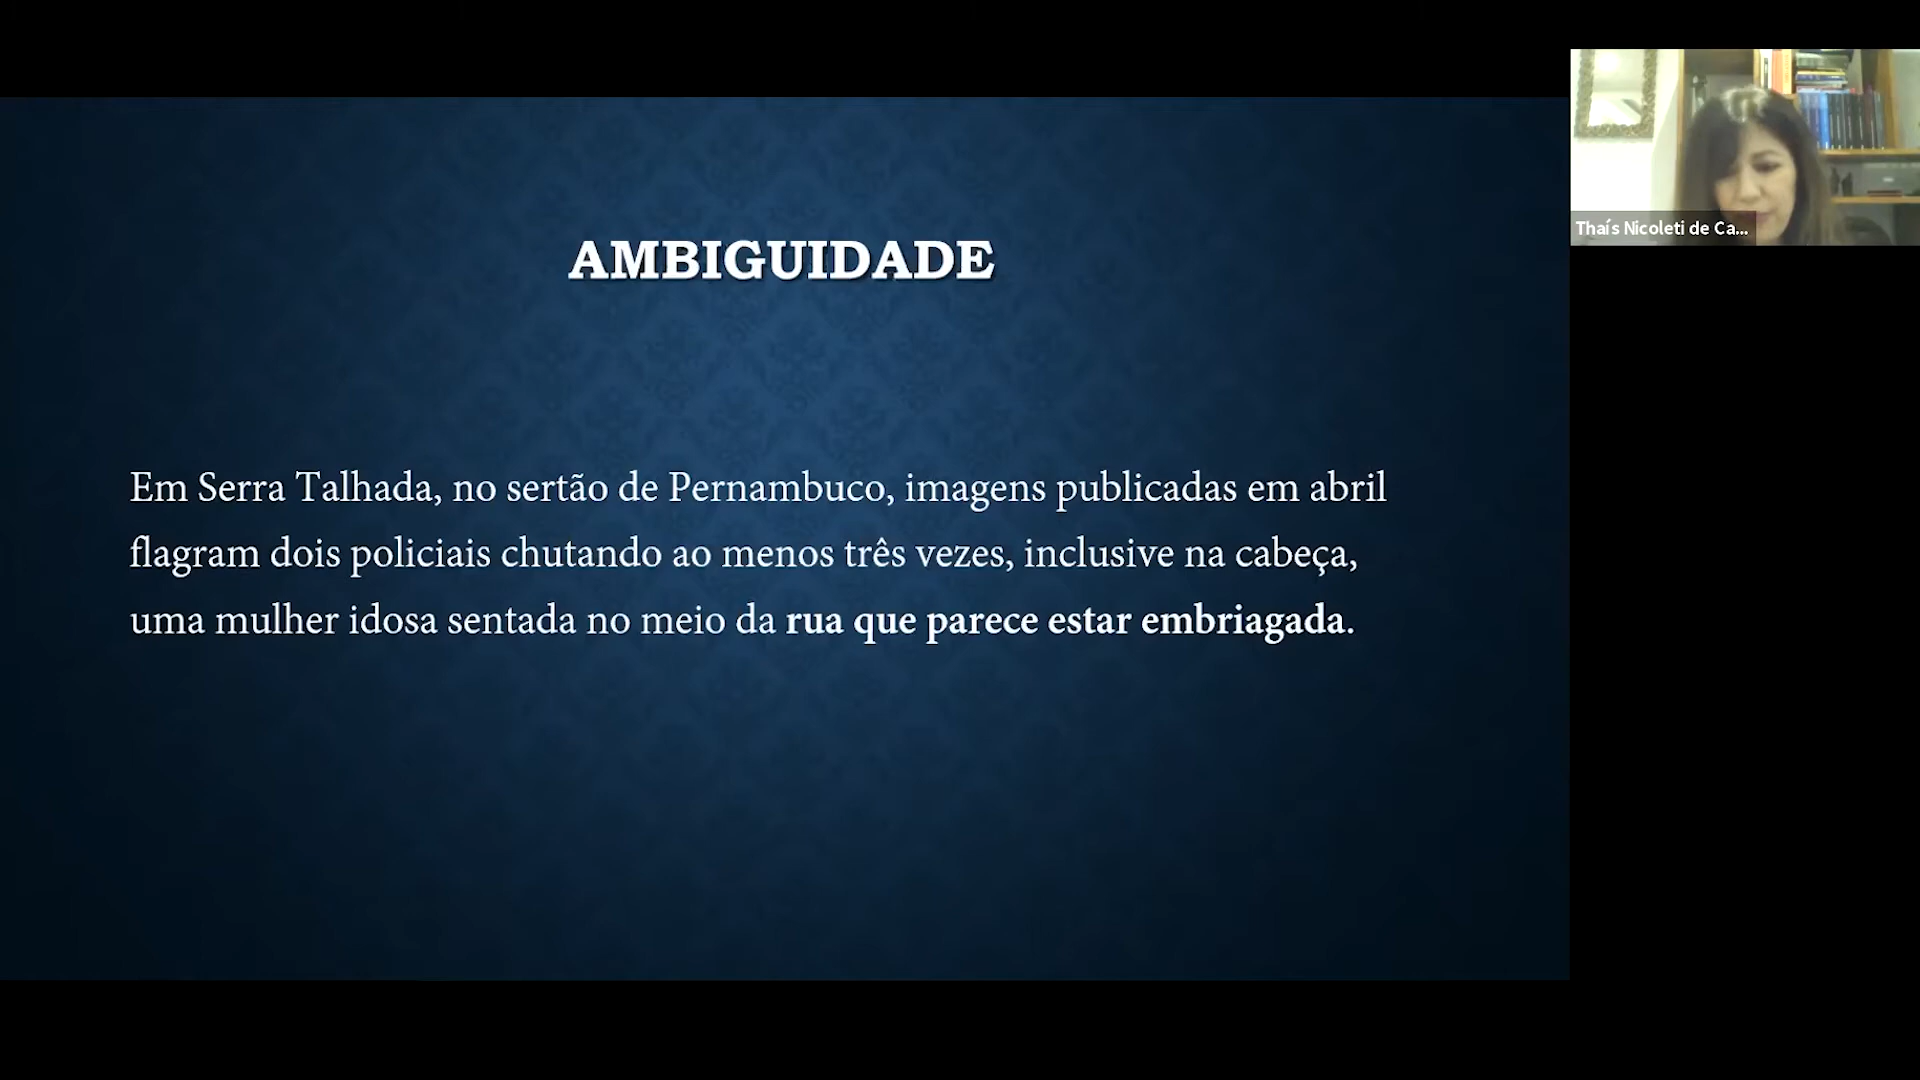 AMBIGUIDADE
Em Serra Talhada, no sertão de Pernambuco, imagens publicadas em abril
flagram dois policiais chutando ao menos três vezes, inclusive na cabeça,
uma mulher idosa sentada no meio da rua que parece estar embriagada.
Thaís Nicoleti de Ca...